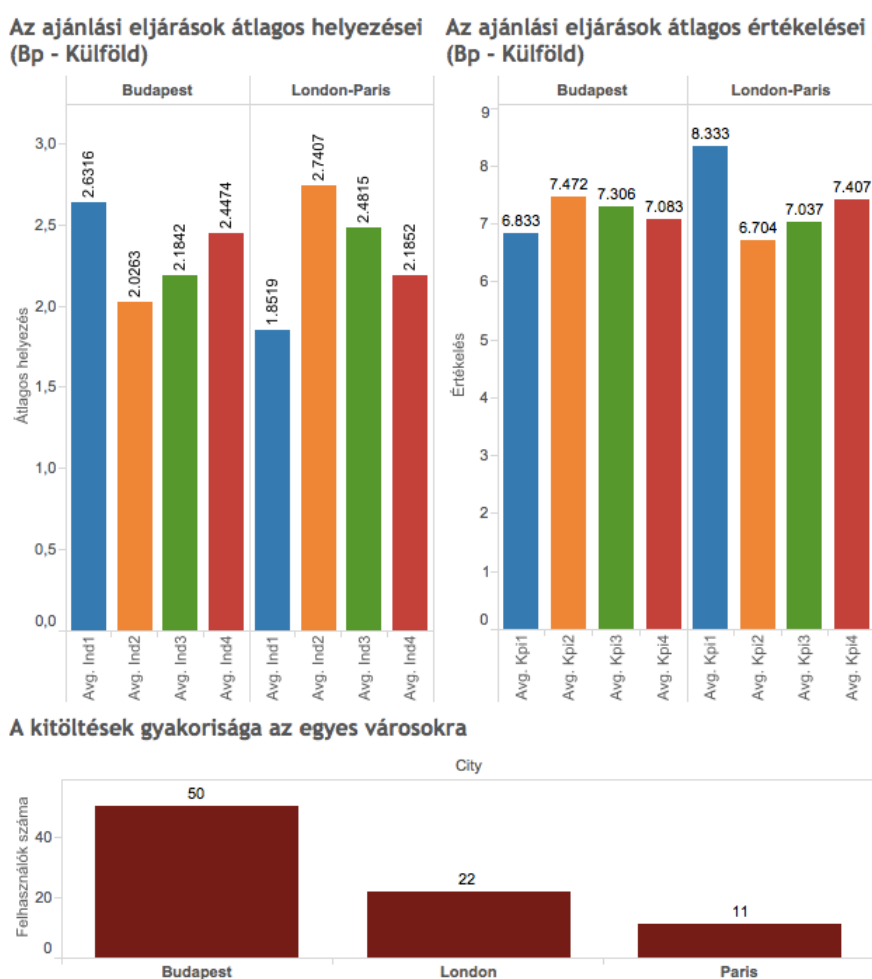 Az ajánlási eljárások átlagos helyezései
(Bp - Külföld)
Budapest
London-Paris
Átlagos helyezés
3,0
2,5
2,0
1,5
1,0
0,5
0,0
2.6316
2.0263
2.1842
2.4474
1.8519
2.7407
2.4815
2.1852
Avg. Ind1
Avg. Ind2
Avg. Ind3
Avg. Ind4
Avg. Ind1
Avg. Ind2
Avg. Ind3
Avg. Ind4
Az ajánlási eljárások átlagos értékelései
(Bp - Külföld)
Budapest
London-Paris
Értékelés
9
8
7
6
5
4
3
2
1
0
6.833
7.472
7.306
7.083
8.333
6.704
7.037
7.407
Avg. Kpi1
Avg. Kpi2
Avg. Kpi3
Avg. Kpi4
Avg. Kpi1
Avg. Kpi2
Avg. Kpi3
Avg. Kpi4
A kitöltések gyakorisága az egyes városokra
City
Felhasználók száma
40
20
0
50
22
11
Budapest
London
Paris